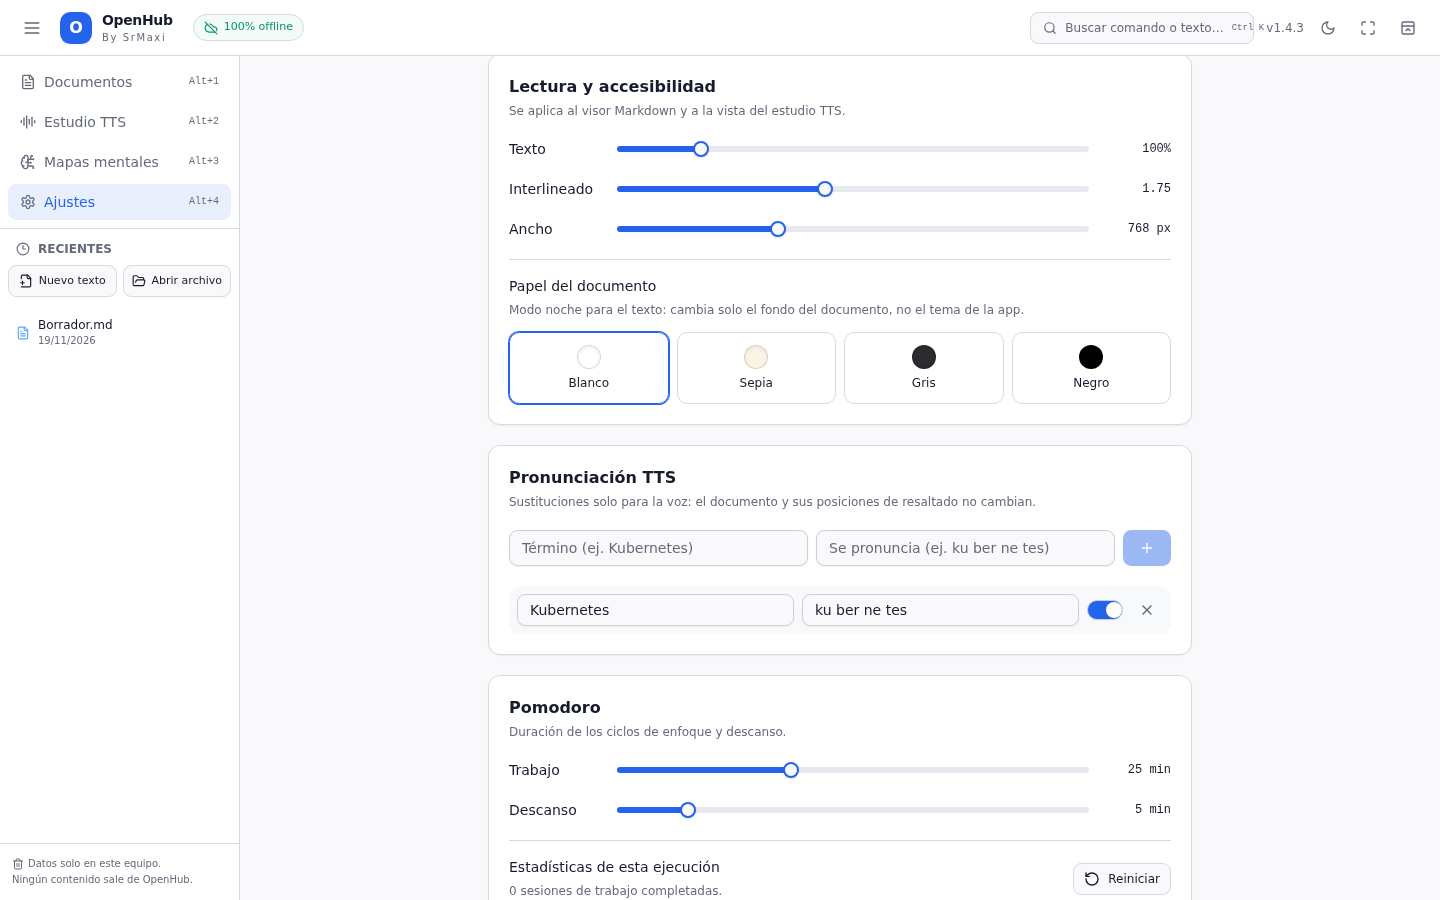 O
OpenHub
By SrMaxi
100% offline
Buscar comando o texto...
Ctrl K
v1.4.3
Documentos Alt+1
Estudio TTS Alt+2
Mapas mentales Alt+3
Ajustes Alt+4
RECIENTES
Nuevo texto
Abrir archivo
Borrador.md
19/11/2026
Datos solo en este equipo.
Ningún contenido sale de OpenHub.
Lectura y accesibilidad
Se aplica al visor Markdown y a la vista del estudio TTS.
Texto 100%
Interlineado 1.75
Ancho 768 px
Papel del documento
Modo noche para el texto: cambia solo el fondo del documento, no el tema de la app.
Blanco
Sepia
Gris
Negro
Pronunciación TTS
Sustituciones solo para la voz: el documento y sus posiciones de resaltado no cambian.
Término (ej. Kubernetes)
Se pronuncia (ej. ku ber ne tes)
Kubernetes
ku ber ne tes
Pomodoro
Duración de los ciclos de enfoque y descanso.
Trabajo 25 min
Descanso 5 min
Estadísticas de esta ejecución
0 sesiones de trabajo completadas.
Reiniciar